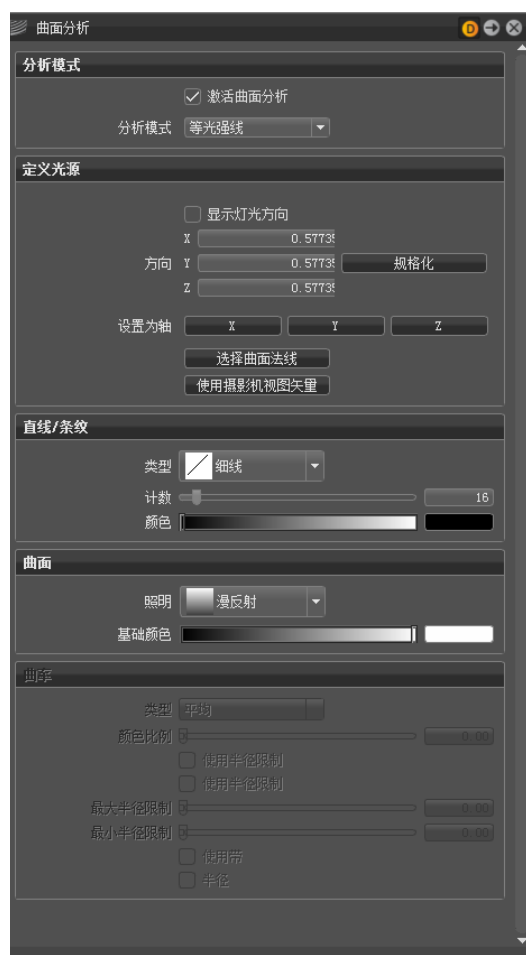 曲面分析 D
分析模式
激活曲面分析
分析模式 等光强线
定义光源
显示灯光方向
X 0.57735
方向 Y 0.57735 规格化
Z 0.57735
设置为轴 X Y Z
选择曲面法线
使用摄影机视图矢量
直线/条纹
类型 细线
计数 16
颜色
曲面
照明 漫反射
基础颜色
曲率
类型 平均
颜色比例 0.00
使用半径限制
使用半径限制
最大半径限制 0.00
最小半径限制 0.00
使用带
半径